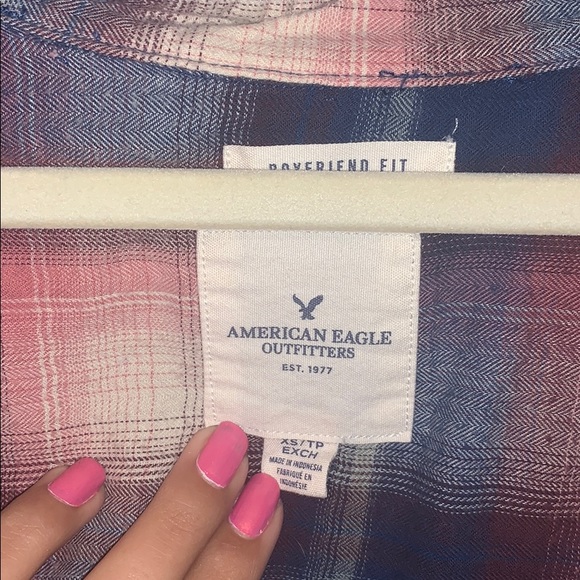 BOYFRIEND FIT
AMERICAN EAGLE
OUTFITTERS
EST. 1977
XS/TP
EXCH
MADE IN INDONESIA
FABRIQUÉ EN
INDONÉSIE